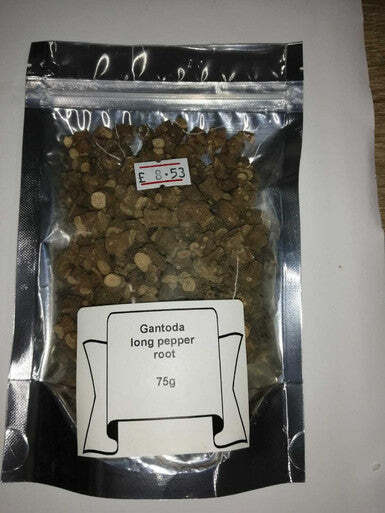 £ 8.53
Gantoda
long pepper
root
75g